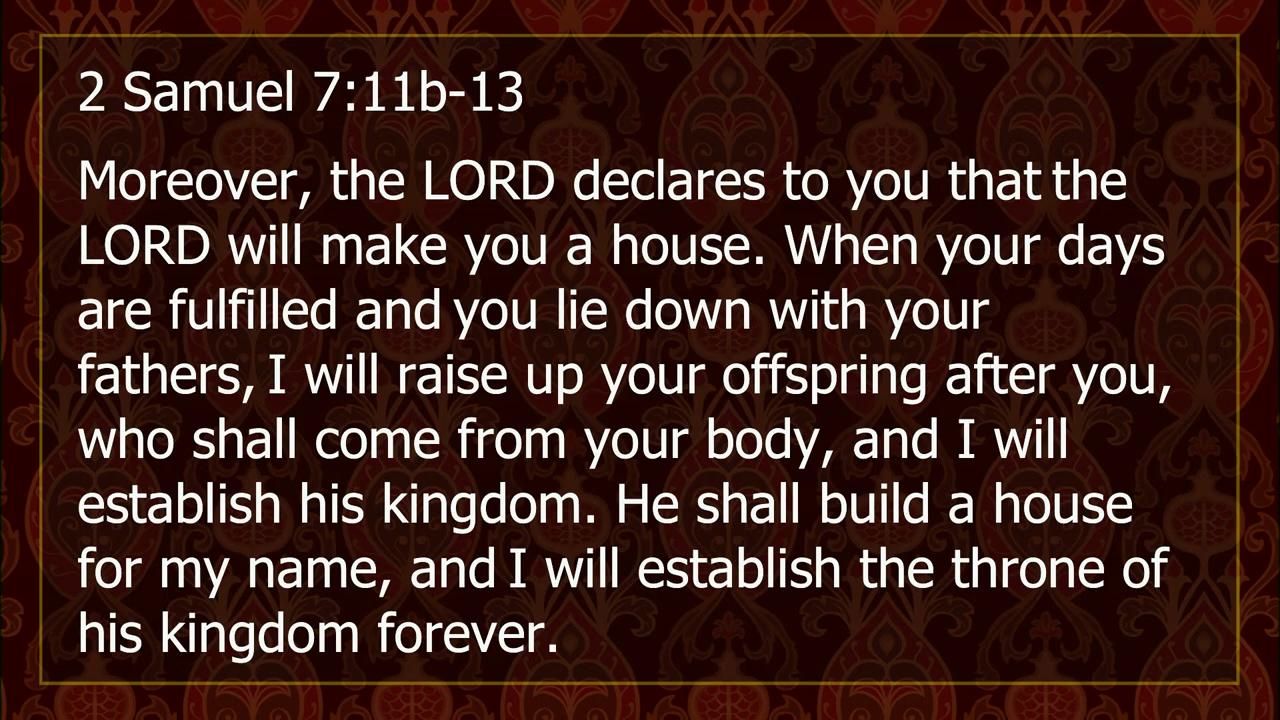 2 Samuel 7:11b-13
Moreover, the LORD declares to you that the
LORD will make you a house. When your days
are fulfilled and you lie down with your
fathers, I will raise up your offspring after you,
who shall come from your body, and I will
establish his kingdom. He shall build a house
for my name, and I will establish the throne of
his kingdom forever.